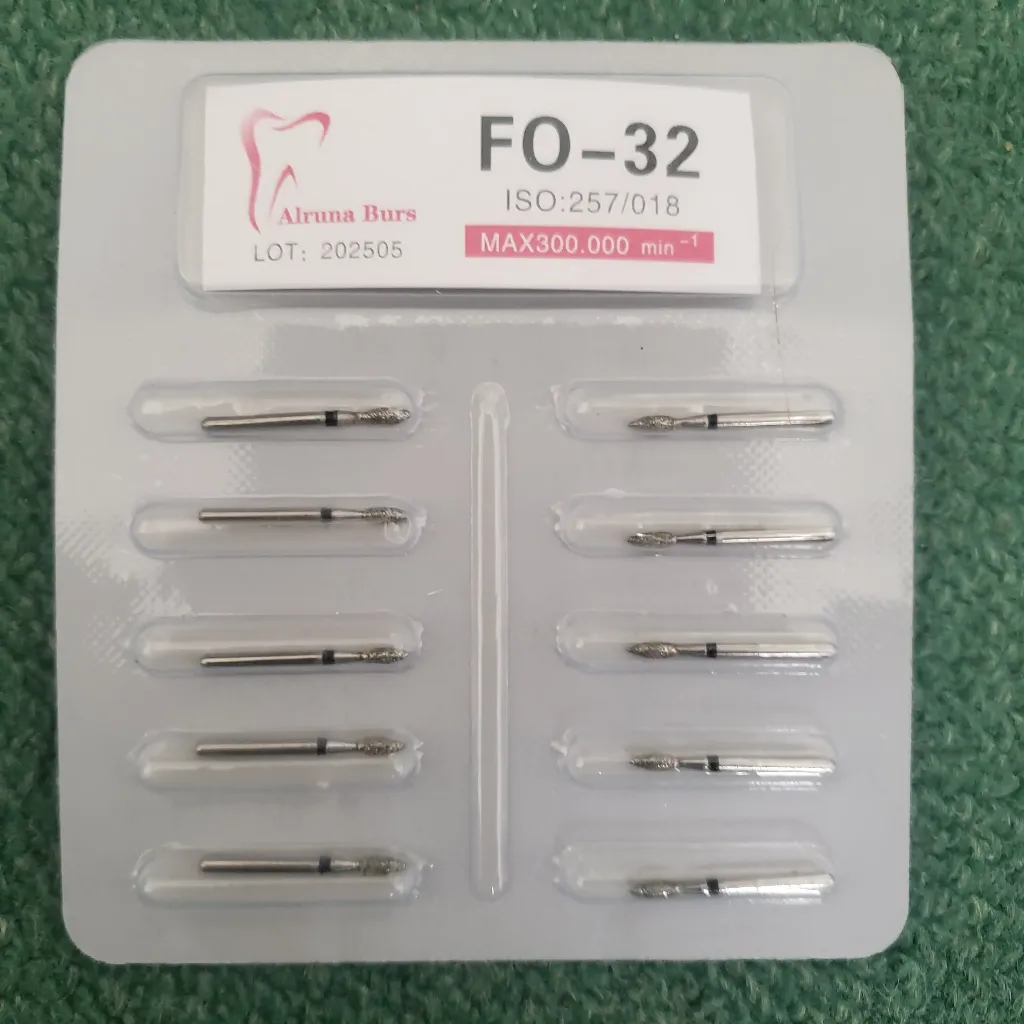 Alruna Burs
LOT: 202505
FO-32
ISO:257/018
MAX300.000 min⁻¹